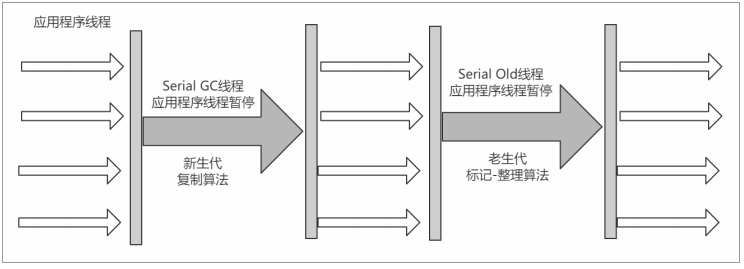 应用程序线程
Serial GC线程
应用程序线程暂停
新生代
复制算法
Serial Old线程
应用程序线程暂停
老生代
标记-整理算法